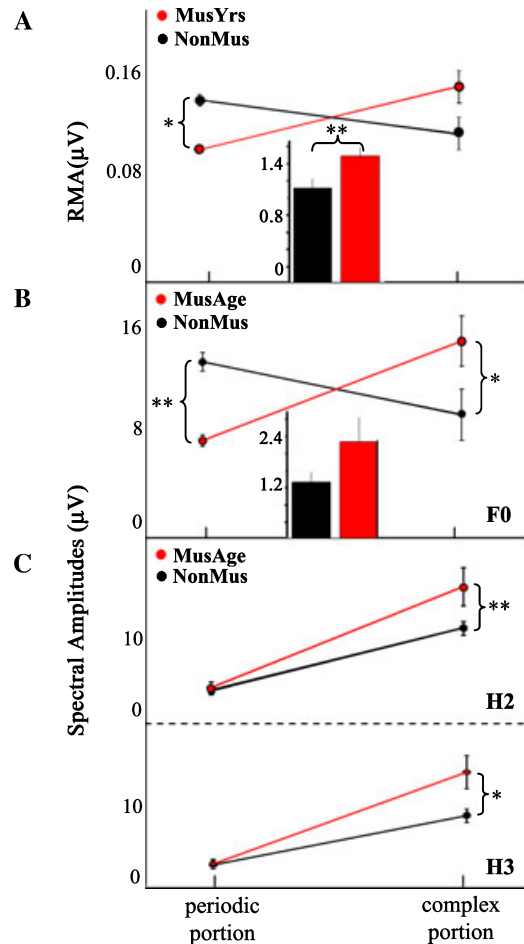 A
MusYrs
NonMus
0.16
0.08
0
RMA(µV)
*
**
1.4
0.8
0
B
MusAge
NonMus
16
8
0
**
*
2.4
1.2
F0
Spectral Amplitudes (µV)
C
MusAge
NonMus
10
0
**
H2
10
0
*
H3
periodic complex
portion portion